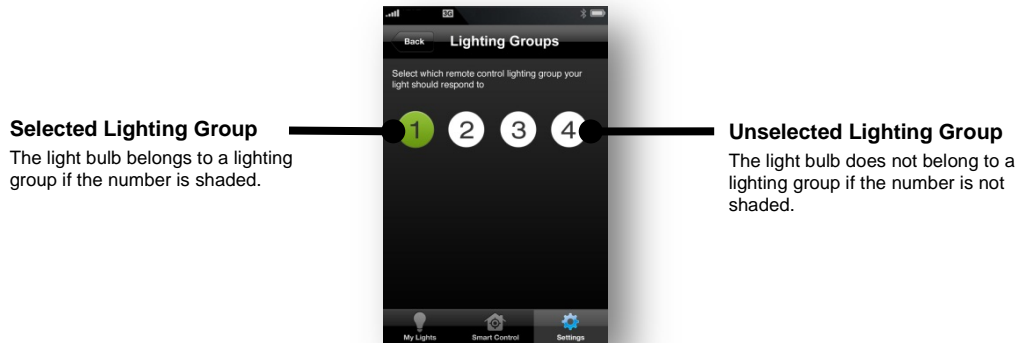 3G
Back
Lighting Groups
Select which remote control lighting group your
light should respond to
1 2 3 4
Selected Lighting Group
The light bulb belongs to a lighting
group if the number is shaded.
Unselected Lighting Group
The light bulb does not belong to a
lighting group if the number is not
shaded.
My Lights
Smart Control
Settings